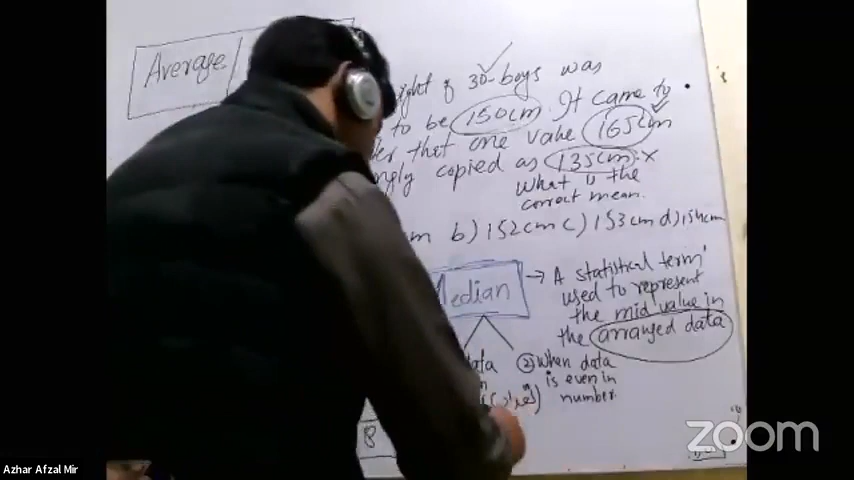 Average
ight of 30-boys was
to be 150cm. It came to
der that one value 165cm
ngly copied as 135cm. x
What is the
correct mean.
m b) 152cm c) 153cm d) 154cm
Median → A statistical term
used to represent
the mid value in
the arranged data
data ② When data
is even in
number.
8
zoom
Azhar Afzal Mir